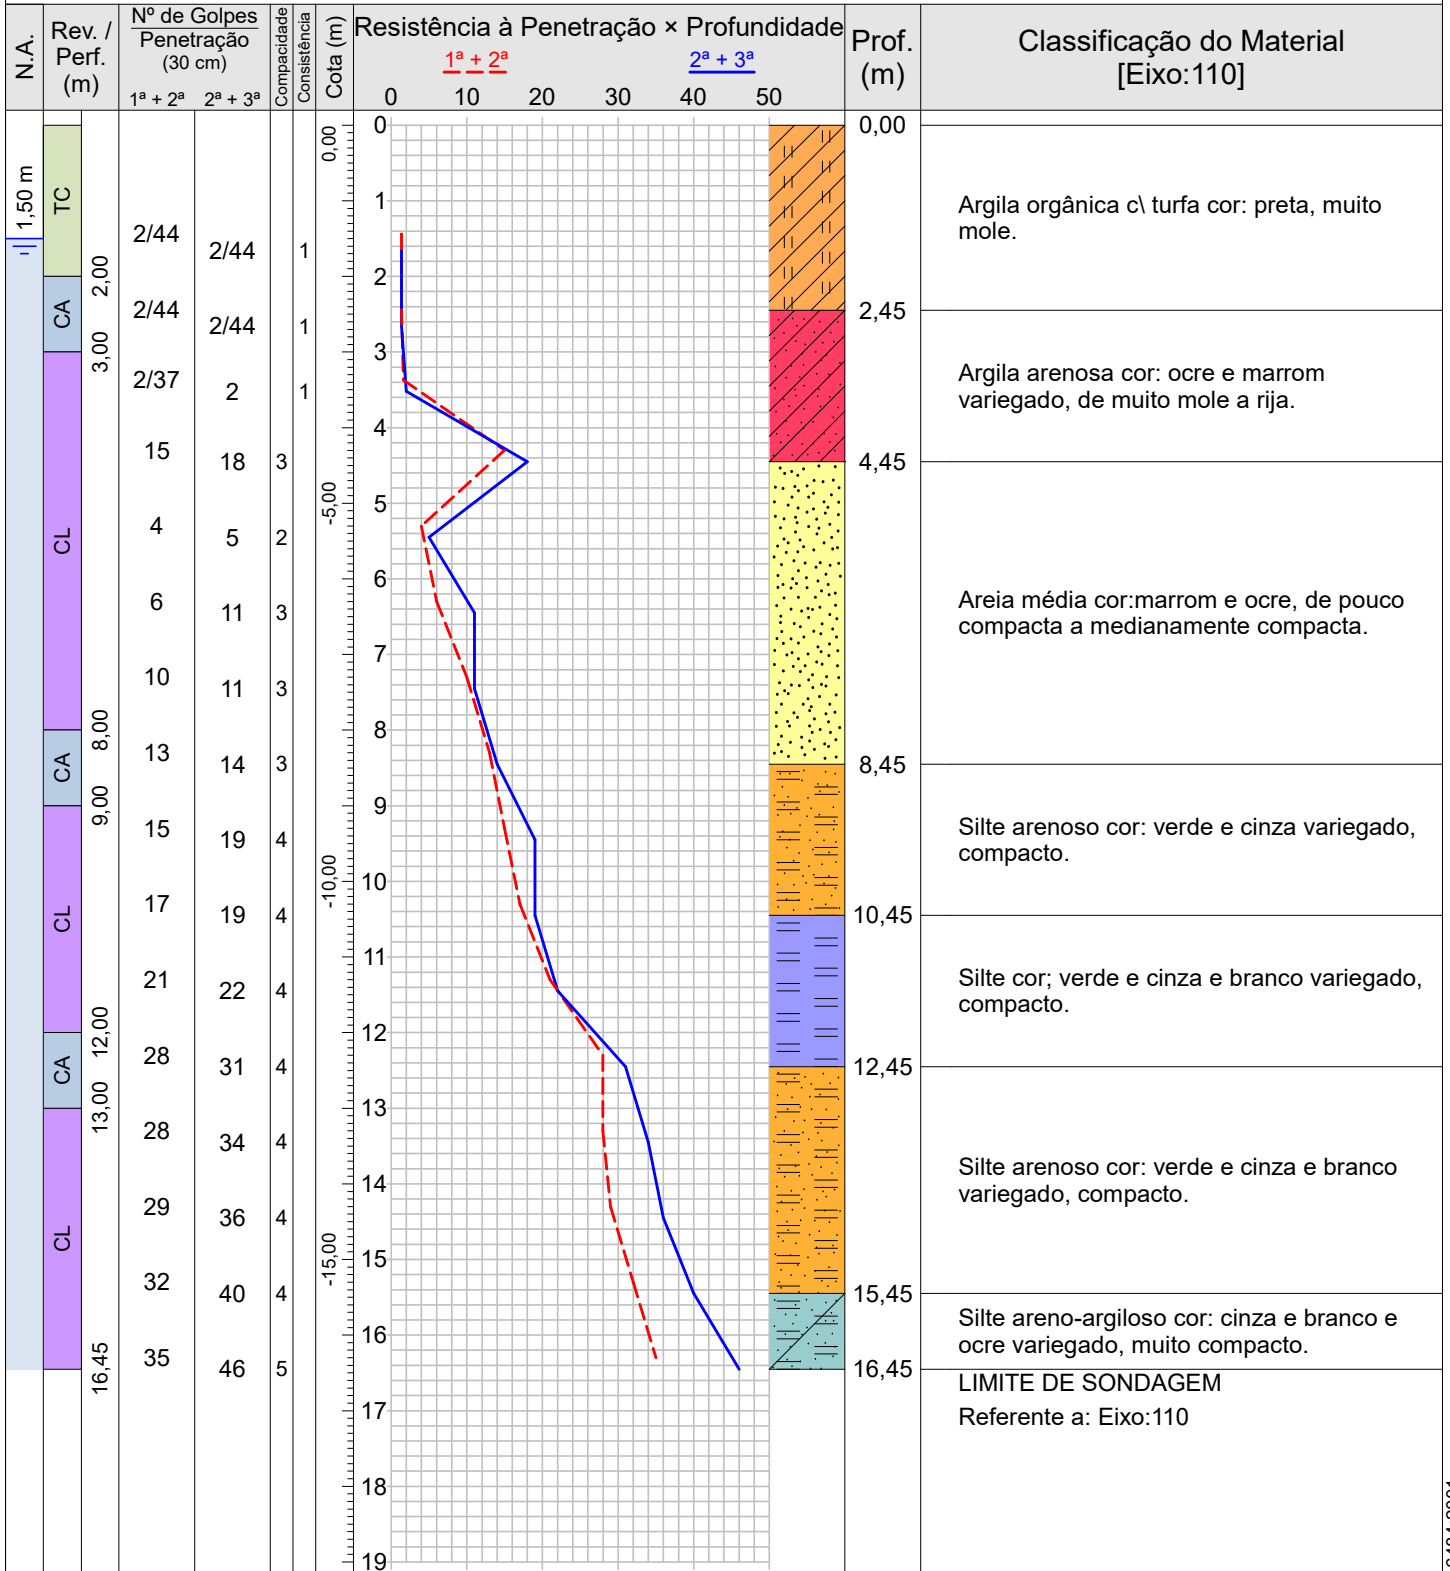 N.A.
Rev. /
Perf.
(m)
Nº de Golpes
Penetração
(30 cm)
1ª + 2ª 2ª + 3ª
Compacidade
Consistência
Cota (m)
Resistência à Penetração × Profundidade
1ª + 2ª 2ª + 3ª
0 10 20 30 40 50
Prof.
(m)
Classificação do Material
[Eixo:110]
1,50 m
TC
2,00
CA
3,00
CL
8,00
CA
9,00
CL
12,00
CA
13,00
CL
16,45
2/44 2/44 1
2/44 2/44 1
2/37 2 1
15 18 3
4 5 2
6 11 3
10 11 3
13 14 3
15 19 4
17 19 4
21 22 4
28 31 4
28 34 4
29 36 4
32 40 4
35 46 5
0,00
-5,00
-10,00
-15,00
0
1
2
3
4
5
6
7
8
9
10
11
12
13
14
15
16
17
18
19
0,00
Argila orgânica c\ turfa cor: preta, muito
mole.
2,45
Argila arenosa cor: ocre e marrom
variegado, de muito mole a rija.
4,45
Areia média cor:marrom e ocre, de pouco
compacta a medianamente compacta.
8,45
Silte arenoso cor: verde e cinza variegado,
compacto.
10,45
Silte cor; verde e cinza e branco variegado,
compacto.
12,45
Silte arenoso cor: verde e cinza e branco
variegado, compacto.
15,45
Silte areno-argiloso cor: cinza e branco e
ocre variegado, muito compacto.
16,45
LIMITE DE SONDAGEM
Referente a: Eixo:110